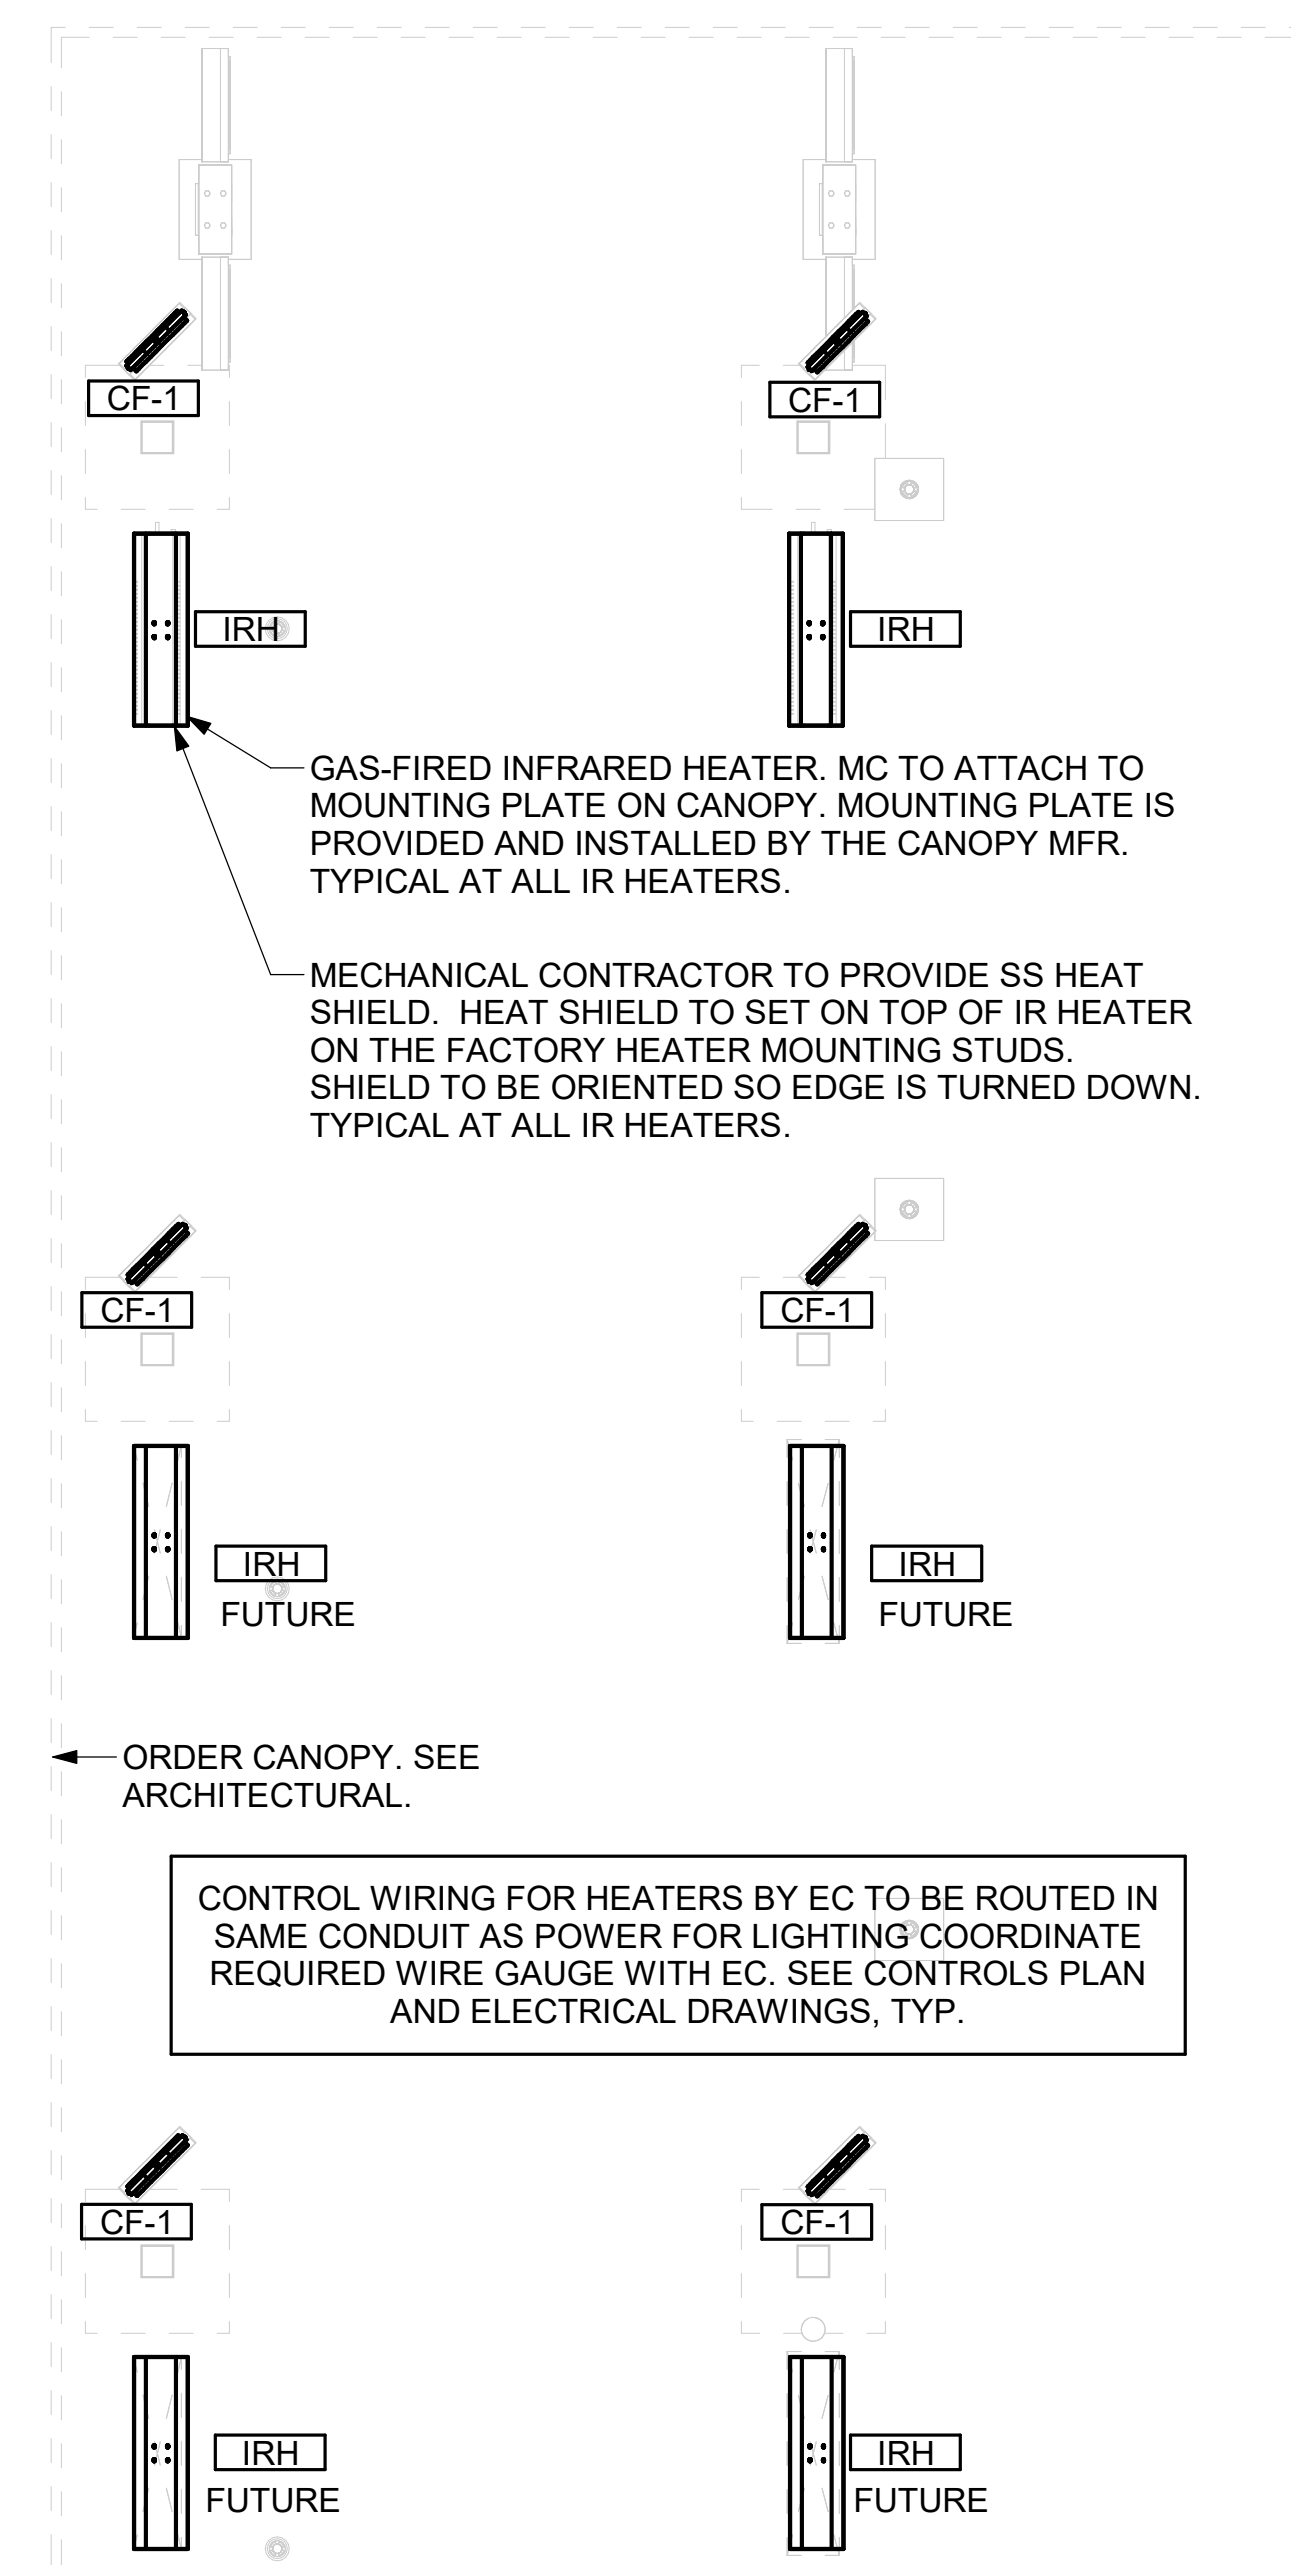 CF-1
CF-1
IRH
IRH
GAS-FIRED INFRARED HEATER. MC TO ATTACH TO
MOUNTING PLATE ON CANOPY. MOUNTING PLATE IS
PROVIDED AND INSTALLED BY THE CANOPY MFR.
TYPICAL AT ALL IR HEATERS.
MECHANICAL CONTRACTOR TO PROVIDE SS HEAT
SHIELD. HEAT SHIELD TO SET ON TOP OF IR HEATER
ON THE FACTORY HEATER MOUNTING STUDS.
SHIELD TO BE ORIENTED SO EDGE IS TURNED DOWN.
TYPICAL AT ALL IR HEATERS.
CF-1
CF-1
IRH
FUTURE
IRH
FUTURE
ORDER CANOPY. SEE
ARCHITECTURAL.
CONTROL WIRING FOR HEATERS BY EC TO BE ROUTED IN
SAME CONDUIT AS POWER FOR LIGHTING COORDINATE
REQUIRED WIRE GAUGE WITH EC. SEE CONTROLS PLAN
AND ELECTRICAL DRAWINGS, TYP.
CF-1
CF-1
IRH
FUTURE
IRH
FUTURE